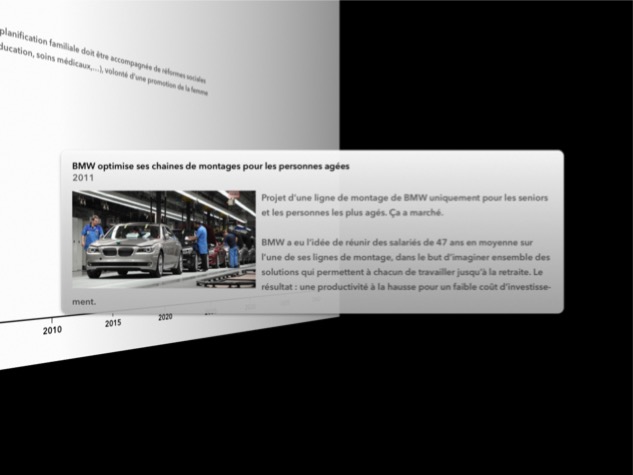 planification familiale doit être accompagnée de réformes sociales
ducation, soins médicaux,...), volonté d'une promotion de la femme
BMW optimise ses chaines de montages pour les personnes agées
2011
Projet d'une ligne de montage de BMW uniquement pour les seniors
et les personnes les plus agés. Ça a marché.
BMW a eu l'idée de réunir des salariés de 47 ans en moyenne sur
l'une de ses lignes de montage, dans le but d'imaginer ensemble des
solutions qui permettent à chacun de travailler jusqu'à la retraite. Le
résultat : une productivité à la hausse pour un faible coût d'investisse-
ment.
2010 2015 2020